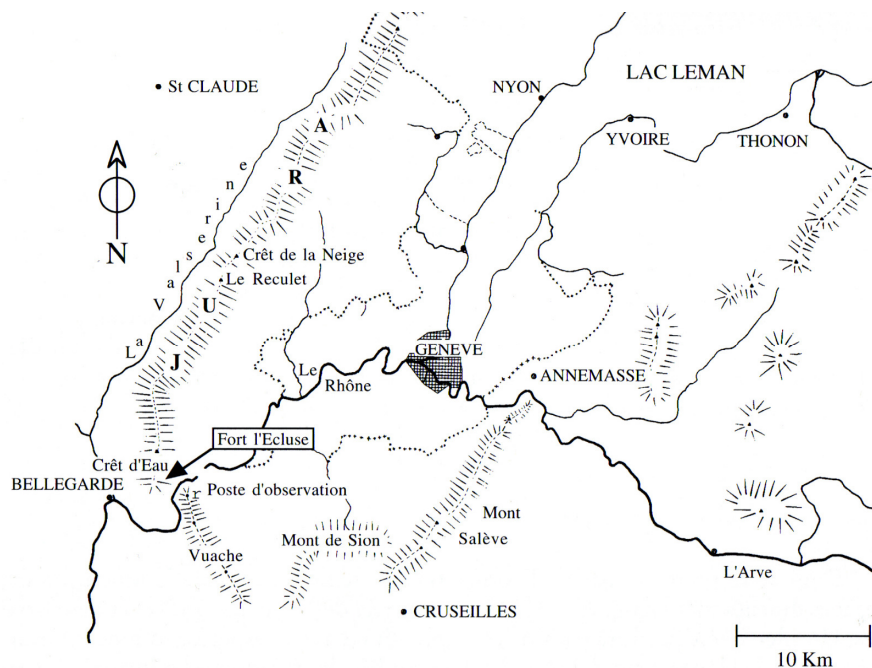 St CLAUDE
NYON
LAC LEMAN
YVOIRE
THONON
A
R
U
J
N
La Valserine
Crêt de la Neige
Le Reculet
GENEVE
Le
Rhône
ANNEMASSE
Fort l'Ecluse
Crêt d'Eau
BELLEGARDE
r Poste d'observation
Mont de Sion
Mont
Salève
Vuache
L'Arve
CRUSEILLES
10 Km